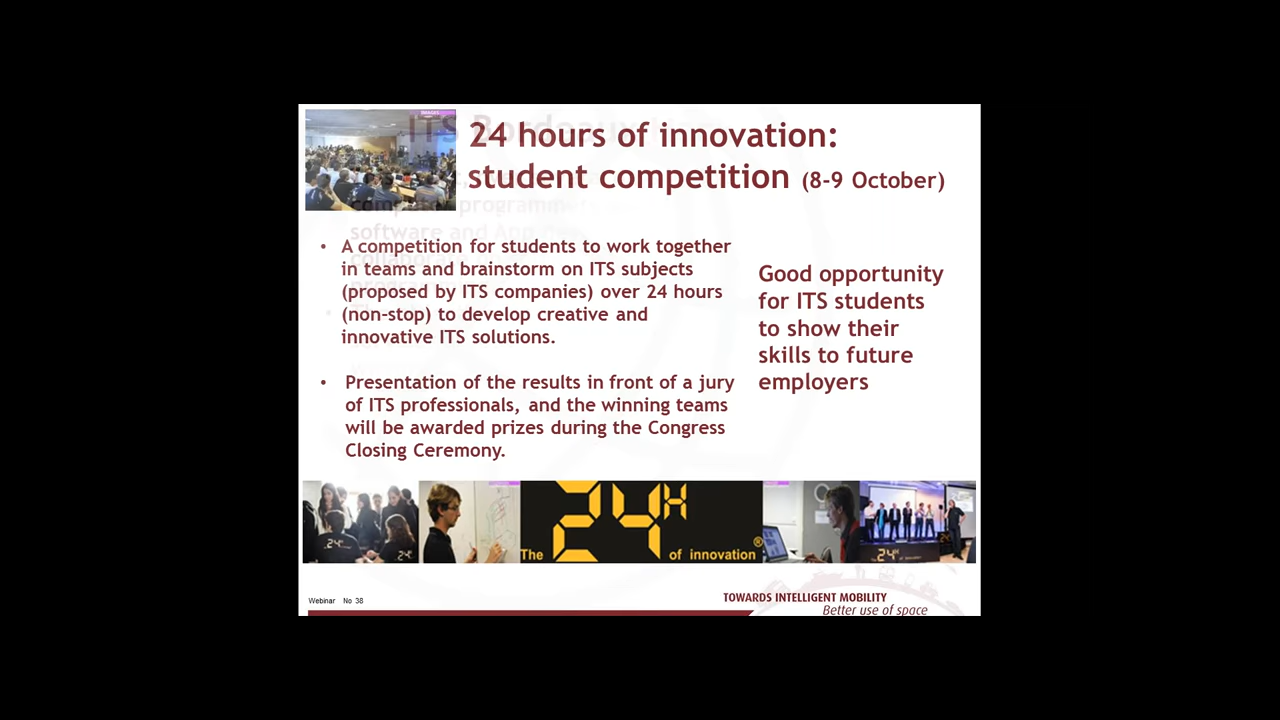 24 hours of innovation:
student competition (8-9 October)
• A competition for students to work together
in teams and brainstorm on ITS subjects
(proposed by ITS companies) over 24 hours
(non-stop) to develop creative and
innovative ITS solutions.
• Presentation of the results in front of a jury
of ITS professionals, and the winning teams
will be awarded prizes during the Congress
Closing Ceremony.
Good opportunity
for ITS students
to show their
skills to future
employers
The 24H of innovation®
Webinar No 38
TOWARDS INTELLIGENT MOBILITY
Better use of space